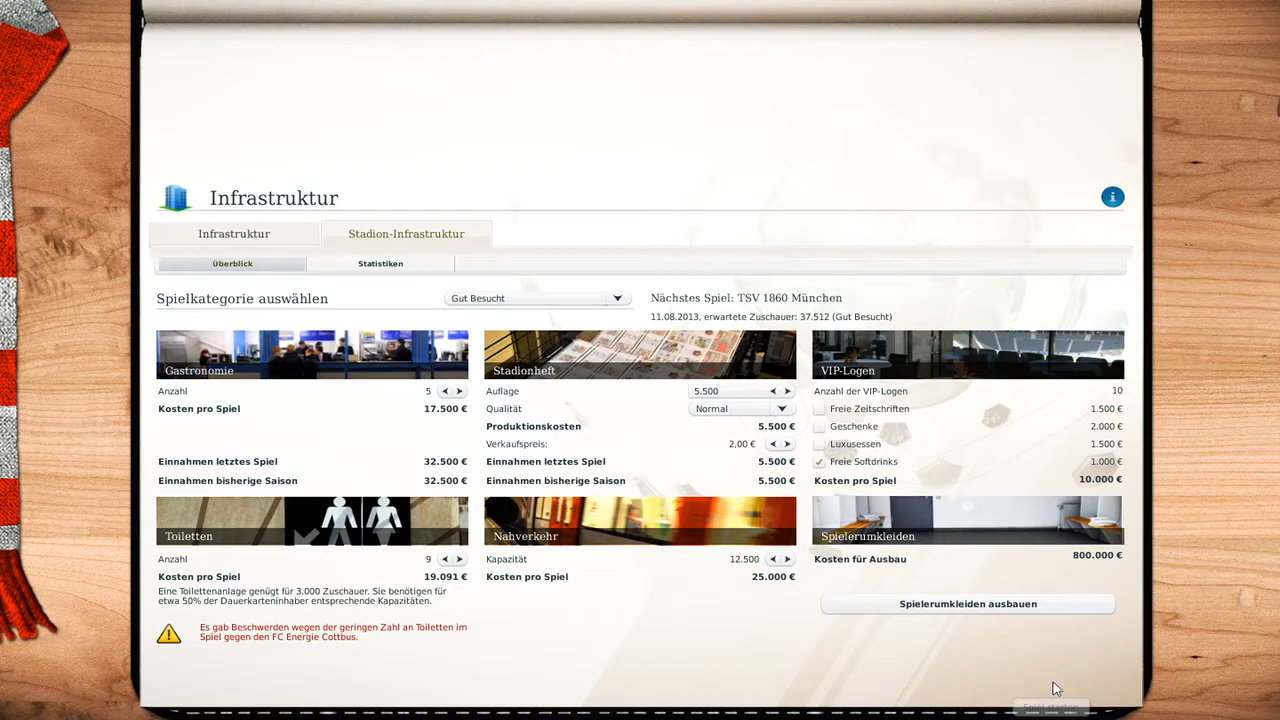 Infrastruktur
Infrastruktur
Stadion-Infrastruktur
Überblick
Statistiken
Spielkategorie auswählen
Gut Besucht
Nächstes Spiel: TSV 1860 München
11.08.2013, erwartete Zuschauer: 37.512 (Gut Besucht)
Gastronomie
Anzahl 5
Kosten pro Spiel 17.500 €
Einnahmen letztes Spiel 32.500 €
Einnahmen bisherige Saison 32.500 €
Stadionheft
Auflage 5.500
Qualität Normal
Produktionskosten 5.500 €
Verkaufspreis: 2,00 €
Einnahmen letztes Spiel 5.500 €
Einnahmen bisherige Saison 5.500 €
VIP-Logen
Anzahl der VIP-Logen 10
Freie Zeitschriften 1.500 €
Geschenke 2.000 €
Luxusessen 1.500 €
Freie Softdrinks 1.000 €
Kosten pro Spiel 10.000 €
Toiletten
Anzahl 9
Kosten pro Spiel 19.091 €
Eine Toilettenanlage genügt für 3.000 Zuschauer. Sie benötigen für
etwa 50% der Dauerkarteninhaber entsprechende Kapazitäten.
Es gab Beschwerden wegen der geringen Zahl an Toiletten im
Spiel gegen den FC Energie Cottbus.
Nahverkehr
Kapazität 12.500
Kosten pro Spiel 25.000 €
Spielerumkleiden
Kosten für Ausbau 800.000 €
Spielerumkleiden ausbauen
Spiel starten